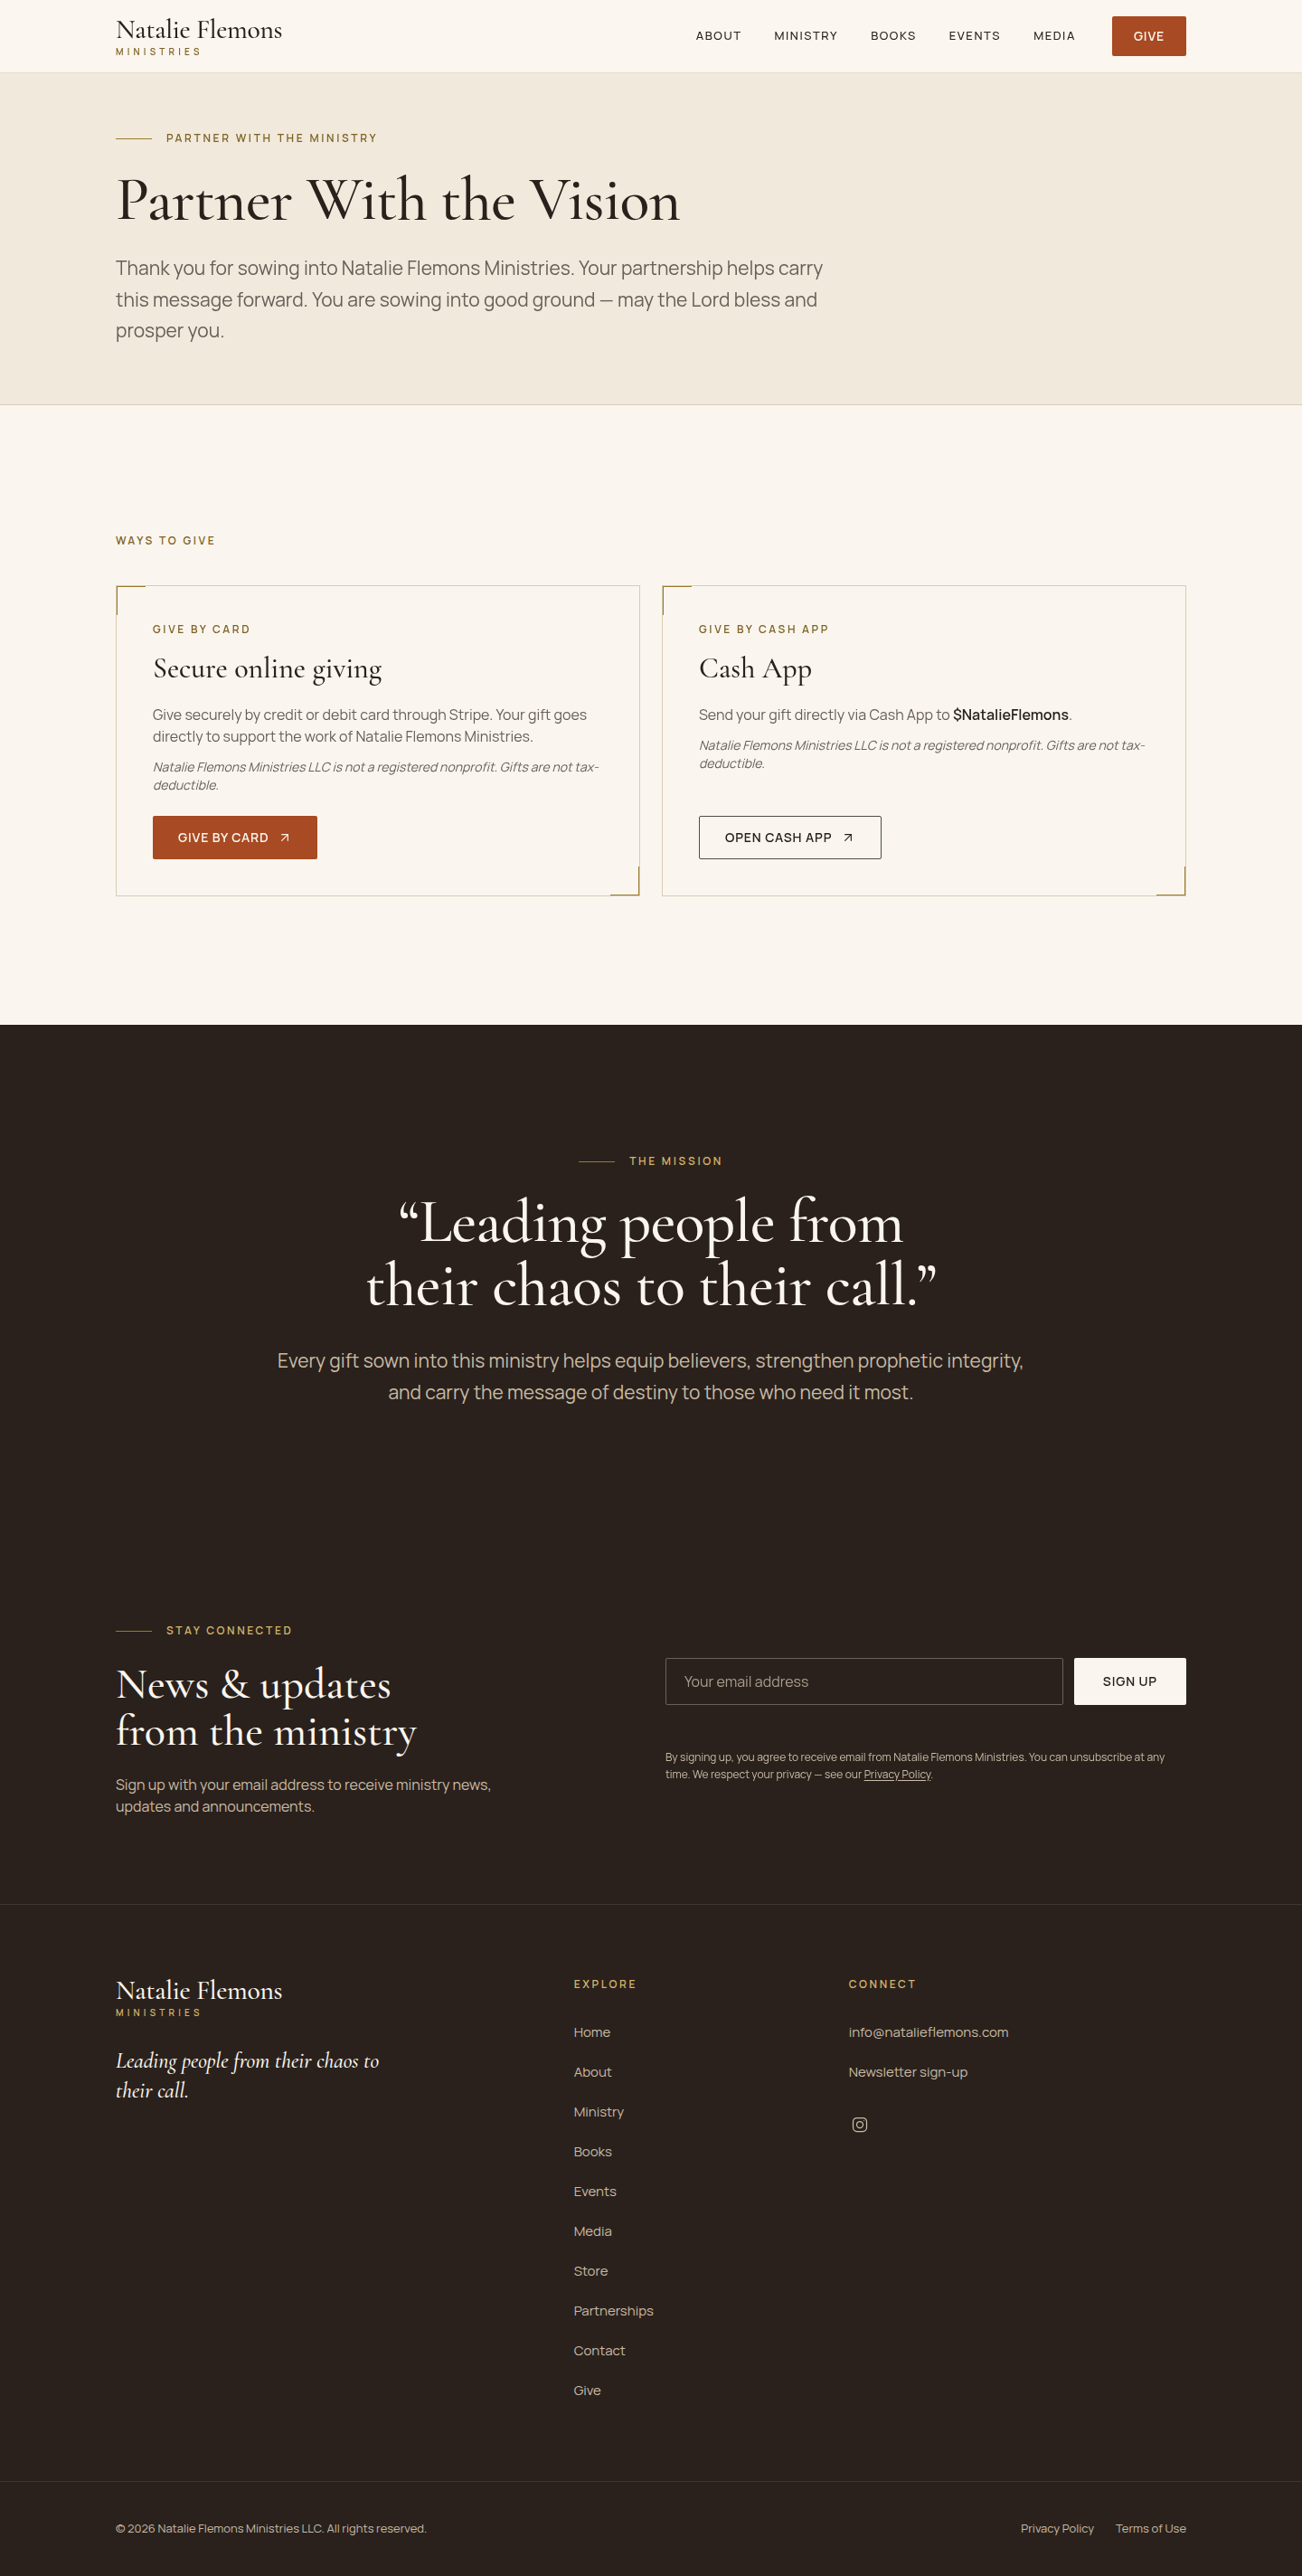 Natalie Flemons
MINISTRIES
ABOUT
MINISTRY
BOOKS
EVENTS
MEDIA
GIVE
PARTNER WITH THE MINISTRY
Partner With the Vision
Thank you for sowing into Natalie Flemons Ministries. Your partnership helps carry
this message forward. You are sowing into good ground — may the Lord bless and
prosper you.
WAYS TO GIVE
GIVE BY CARD
Secure online giving
Give securely by credit or debit card through Stripe. Your gift goes
directly to support the work of Natalie Flemons Ministries.
Natalie Flemons Ministries LLC is not a registered nonprofit. Gifts are not tax-
deductible.
GIVE BY CARD
GIVE BY CASH APP
Cash App
Send your gift directly via Cash App to $NatalieFlemons.
Natalie Flemons Ministries LLC is not a registered nonprofit. Gifts are not tax-
deductible.
OPEN CASH APP
THE MISSION
“Leading people from
their chaos to their call.”
Every gift sown into this ministry helps equip believers, strengthen prophetic integrity,
and carry the message of destiny to those who need it most.
STAY CONNECTED
News & updates
from the ministry
Sign up with your email address to receive ministry news,
updates and announcements.
Your email address
SIGN UP
By signing up, you agree to receive email from Natalie Flemons Ministries. You can unsubscribe at any
time. We respect your privacy — see our Privacy Policy.
Natalie Flemons
MINISTRIES
Leading people from their chaos to
their call.
EXPLORE
Home
About
Ministry
Books
Events
Media
Store
Partnerships
Contact
Give
CONNECT
info@natalieflemons.com
Newsletter sign-up
© 2026 Natalie Flemons Ministries LLC. All rights reserved.
Privacy Policy
Terms of Use